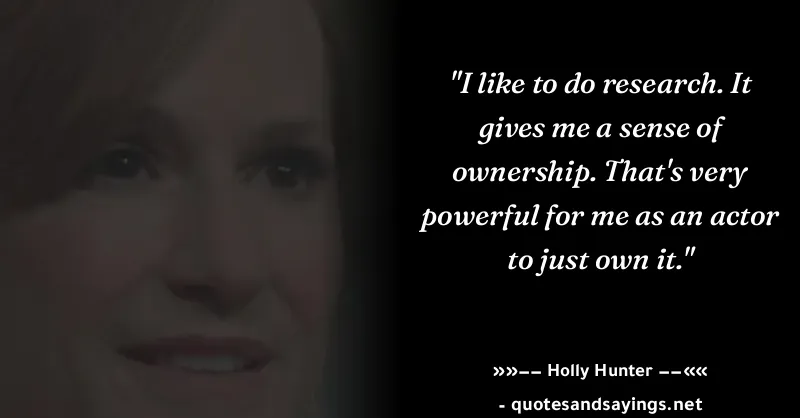 "I like to do research. It
gives me a sense of
ownership. That's very
powerful for me as an actor
to just own it."
»»—— Holly Hunter ——««
- quotesandsayings.net